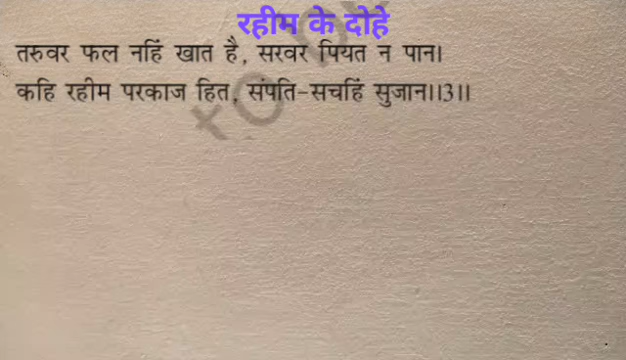 रहीम के दोहे
तरुवर फल नहिं खात है, सरवर पियत न पान।
कहि रहीम परकाज हित, संपति-सचहिं सुजान।।3।।